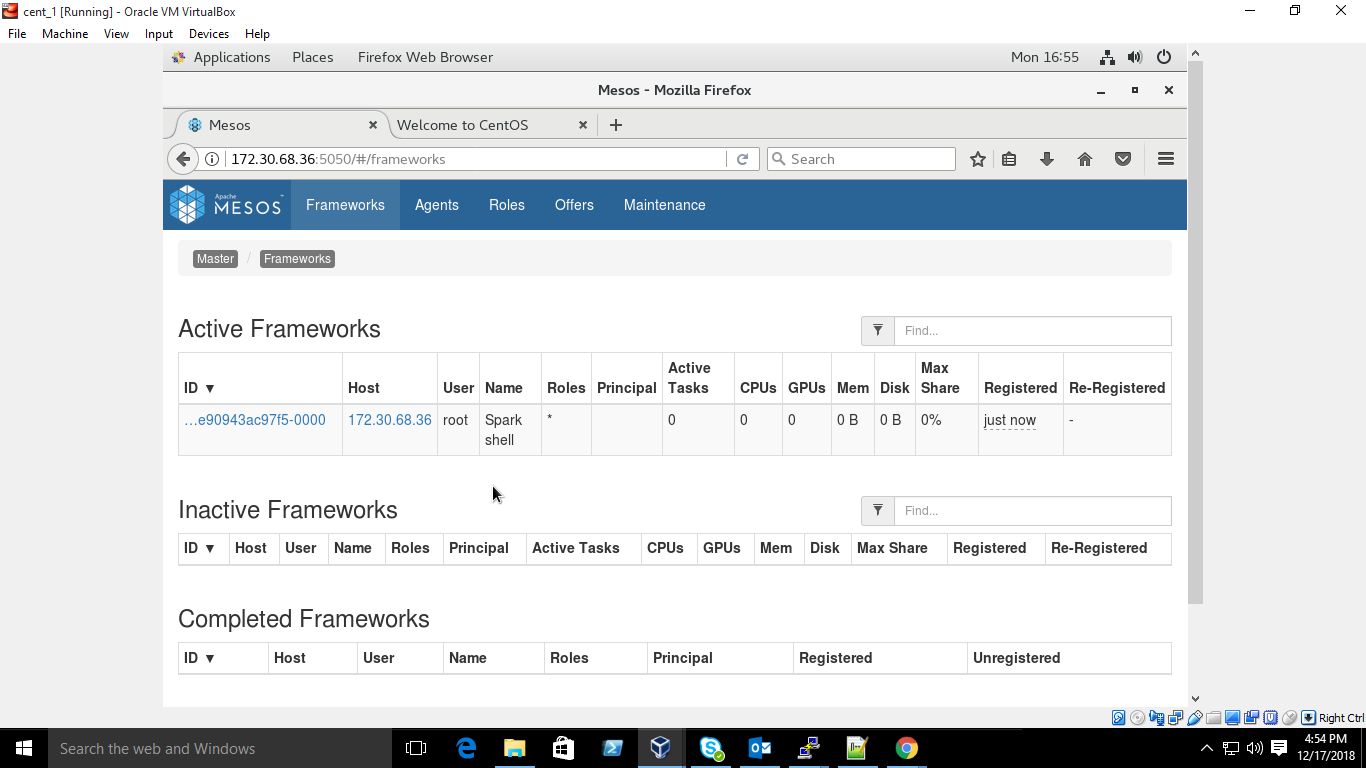 cent_1 [Running] - Oracle VM VirtualBox
File Machine View Input Devices Help
Applications Places Firefox Web Browser Mon 16:55
Mesos - Mozilla Firefox
Mesos Welcome to CentOS
172.30.68.36:5050/#/frameworks Search
Apache MESOS™ Frameworks Agents Roles Offers Maintenance
Master / Frameworks
Active Frameworks Find...
ID ▼ Host User Name Roles Principal Active Tasks CPUs GPUs Mem Disk Max Share Registered Re-Registered
…e90943ac97f5-0000 172.30.68.36 root Spark shell * 0 0 0 0 B 0 B 0% just now -
Inactive Frameworks Find...
ID ▼ Host User Name Roles Principal Active Tasks CPUs GPUs Mem Disk Max Share Registered Re-Registered
Completed Frameworks
ID ▼ Host User Name Roles Principal Registered Unregistered
Right Ctrl
Search the web and Windows 4:54 PM
12/17/2018